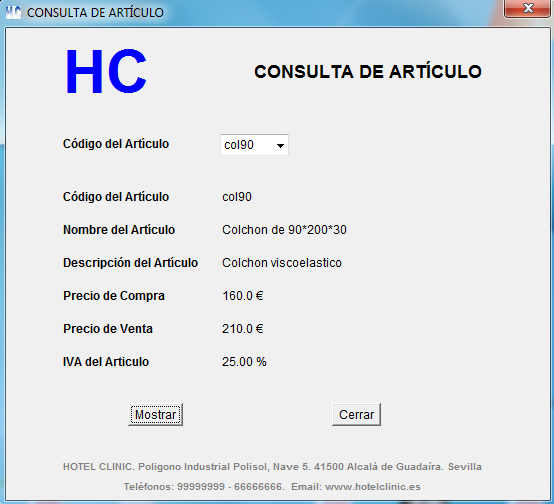 HC CONSULTA DE ARTÍCULO
HC
CONSULTA DE ARTÍCULO
Código del Artículo col90
Código del Artículo col90
Nombre del Artículo Colchon de 90*200*30
Descripción del Artículo Colchon viscoelastico
Precio de Compra 160.0 €
Precio de Venta 210.0 €
IVA del Articulo 25.00 %
Mostrar Cerrar
HOTEL CLINIC. Poligono Industrial Polisol, Nave 5. 41500 Alcalá de Guadaíra. Sevilla
Teléfonos: 99999999 - 66666666. Email: www.hotelclinic.es